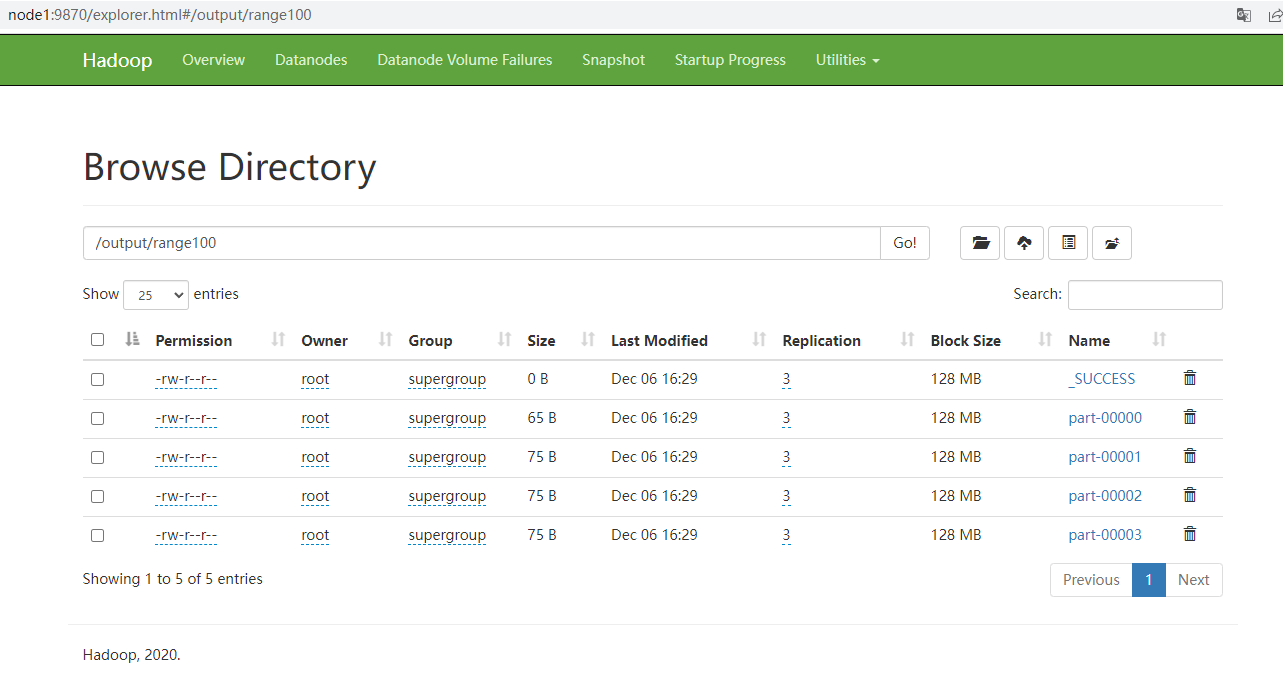 node1:9870/explorer.html#/output/range100
Hadoop Overview Datanodes Datanode Volume Failures Snapshot Startup Progress Utilities
Browse Directory
/output/range100 Go!
Show 25 entries Search:
Permission Owner Group Size Last Modified Replication Block Size Name
-rw-r--r-- root supergroup 0 B Dec 06 16:29 3 128 MB _SUCCESS
-rw-r--r-- root supergroup 65 B Dec 06 16:29 3 128 MB part-00000
-rw-r--r-- root supergroup 75 B Dec 06 16:29 3 128 MB part-00001
-rw-r--r-- root supergroup 75 B Dec 06 16:29 3 128 MB part-00002
-rw-r--r-- root supergroup 75 B Dec 06 16:29 3 128 MB part-00003
Showing 1 to 5 of 5 entries Previous 1 Next
Hadoop, 2020.